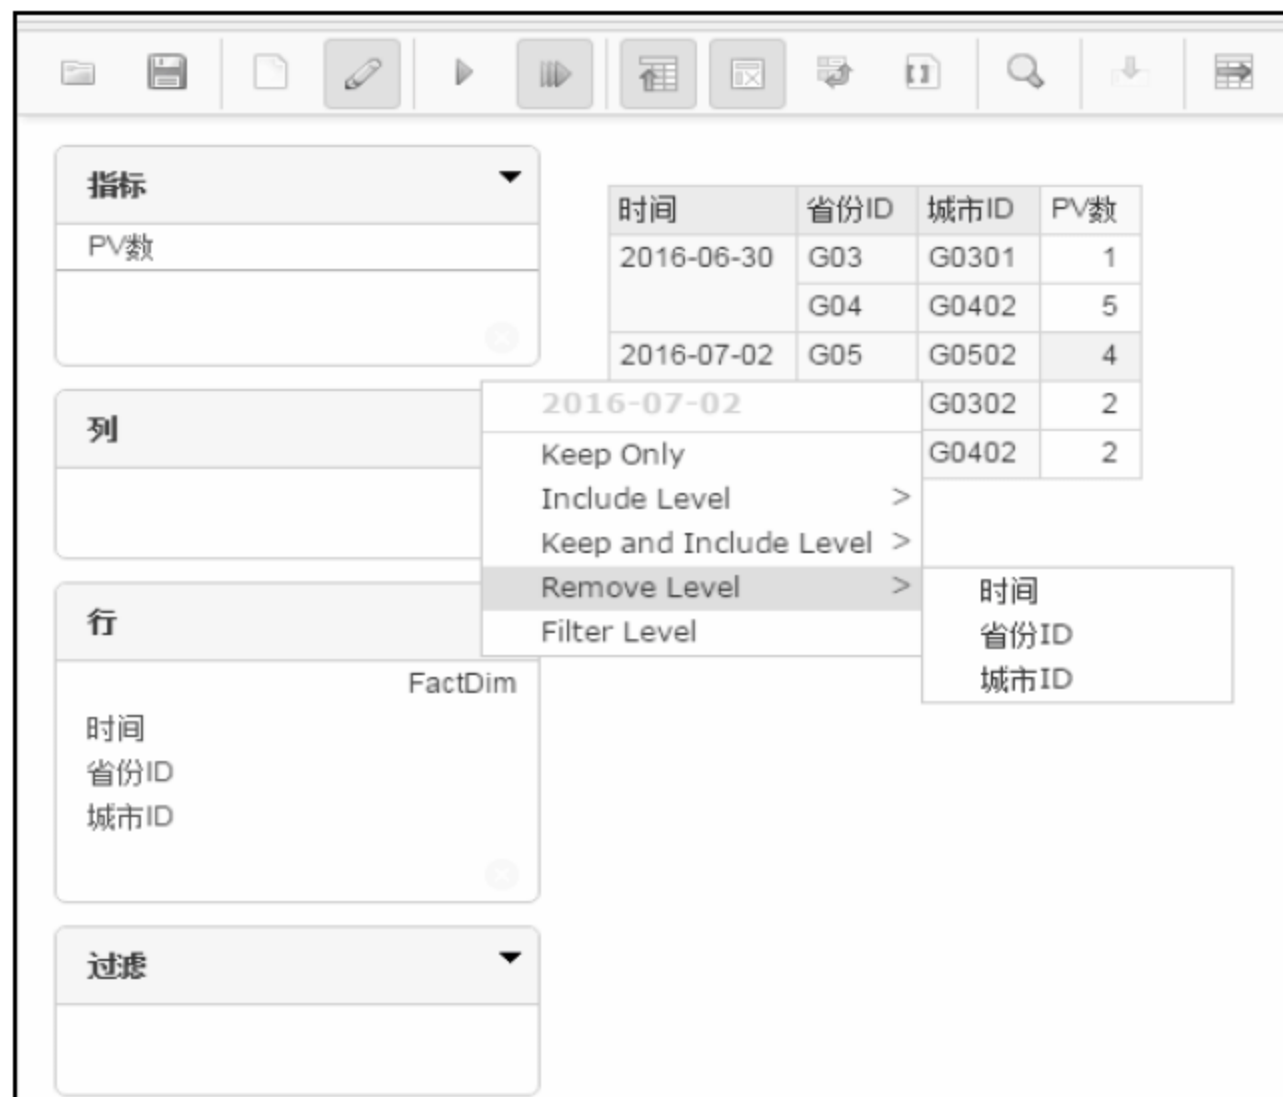 指标
PV数
列
行
FactDim
时间
省份ID
城市ID
过滤
时间 省份ID 城市ID PV数
2016-06-30 G03 G0301 1
G04 G0402 5
2016-07-02 G05 G0502 4
G0302 2
G0402 2
2016-07-02
Keep Only
Include Level >
Keep and Include Level >
Remove Level >
Filter Level
时间
省份ID
城市ID